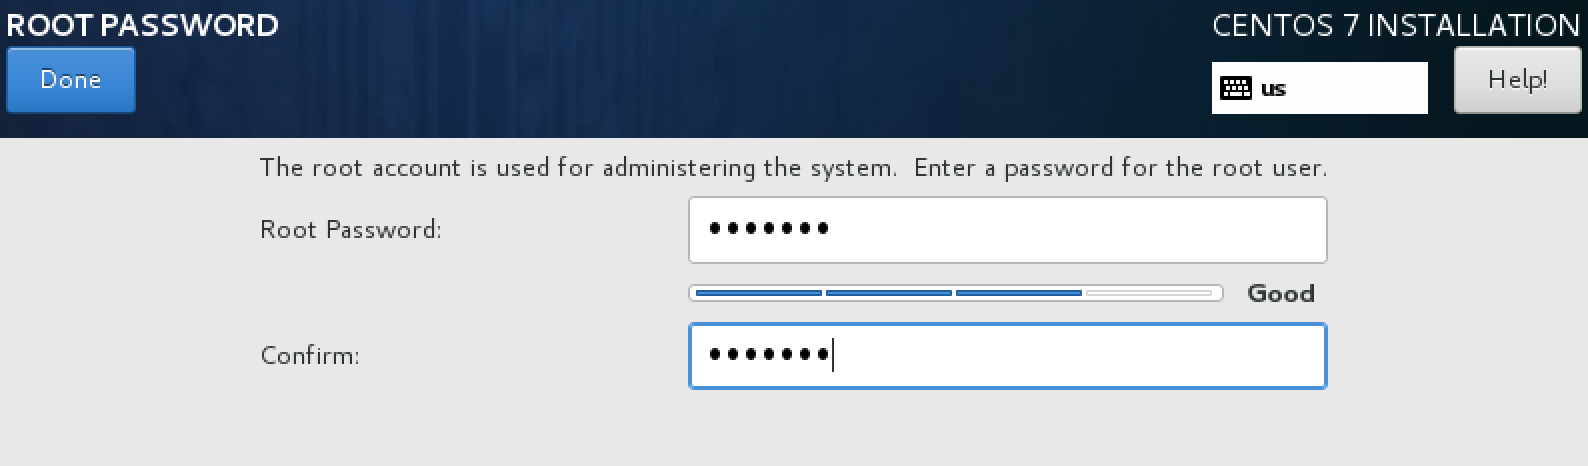 ROOT PASSWORD
CENTOS 7 INSTALLATION
Done
us
Help!
The root account is used for administering the system.  Enter a password for the root user.
Root Password:
●●●●●●●
Good
Confirm:
●●●●●●●